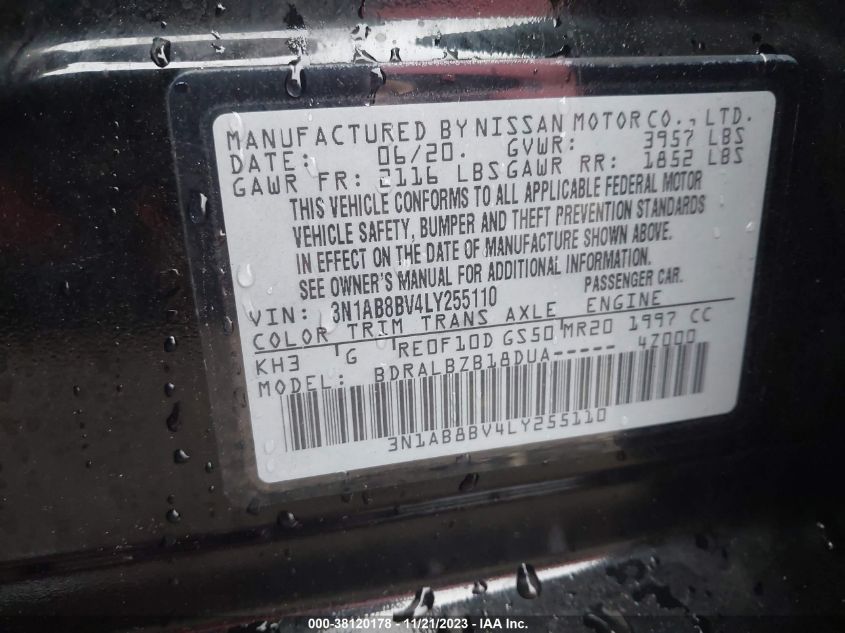 MANUFACTURED BY NISSAN MOTOR CO., LTD.
DATE: 06/20. GVWR: 3957 LBS
GAWR FR: 2116 LBS GAWR RR: 1852 LBS
THIS VEHICLE CONFORMS TO ALL APPLICABLE FEDERAL MOTOR
VEHICLE SAFETY, BUMPER AND THEFT PREVENTION STANDARDS
IN EFFECT ON THE DATE OF MANUFACTURE SHOWN ABOVE.
SEE OWNER'S MANUAL FOR ADDITIONAL INFORMATION.
VIN: 3N1AB8BV4LY255110 PASSENGER CAR.
COLOR TRIM TRANS AXLE ENGINE
KH3 G RE0F10D GS50 MR20 1997 CC
MODEL: BDRALBZB18DUA----- 4Z000
3N1AB8BV4LY255110
000-38120178 - 11/21/2023 - IAA Inc.